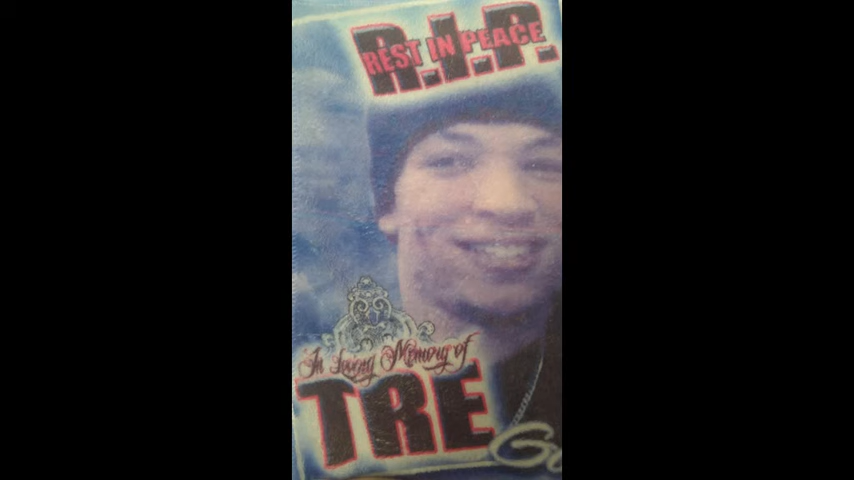 R.I.P.
REST IN PEACE
In Loving Memory of
TRE